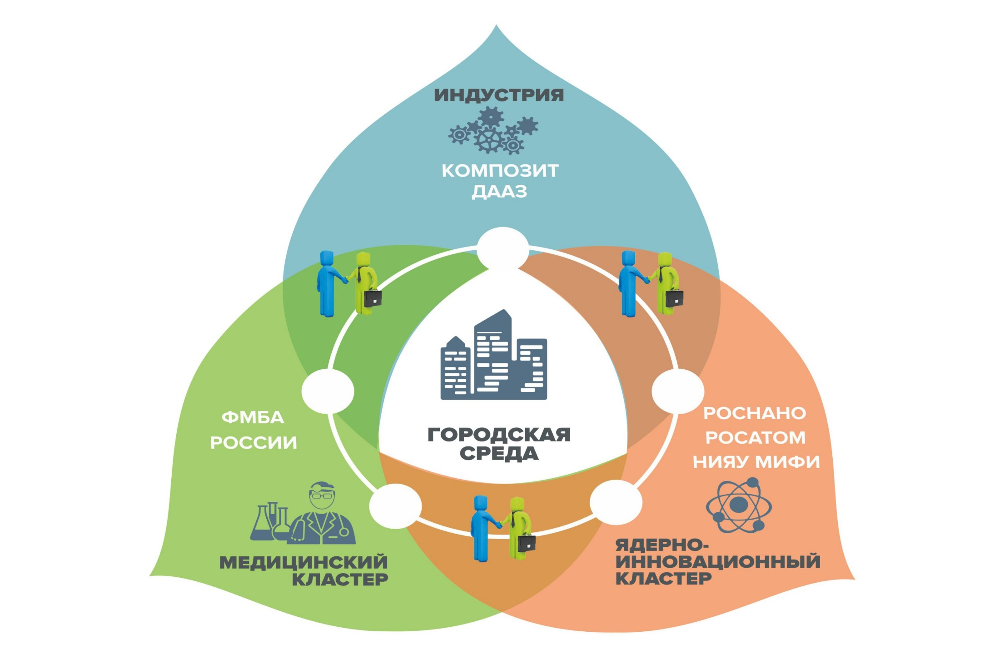 ИНДУСТРИЯ
КОМПОЗИТ
ДААЗ
ГОРОДСКАЯ
СРЕДА
ФМБА
РОССИИ
МЕДИЦИНСКИЙ
КЛАСТЕР
РОСНАНО
РОСАТОМ
НИЯУ МИФИ
ЯДЕРНО-
ИННОВАЦИОННЫЙ
КЛАСТЕР